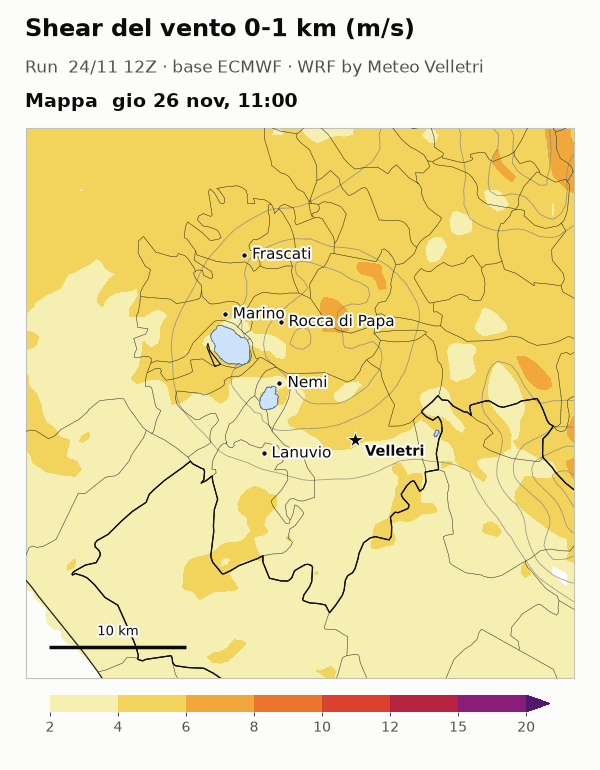 Shear del vento 0-1 km (m/s)
Run  24/11 12Z · base ECMWF · WRF by Meteo Velletri
Mappa  gio 26 nov, 11:00
Frascati
Marino
Rocca di Papa
Nemi
Velletri
Lanuvio
10 km
2 4 6 8 10 12 15 20